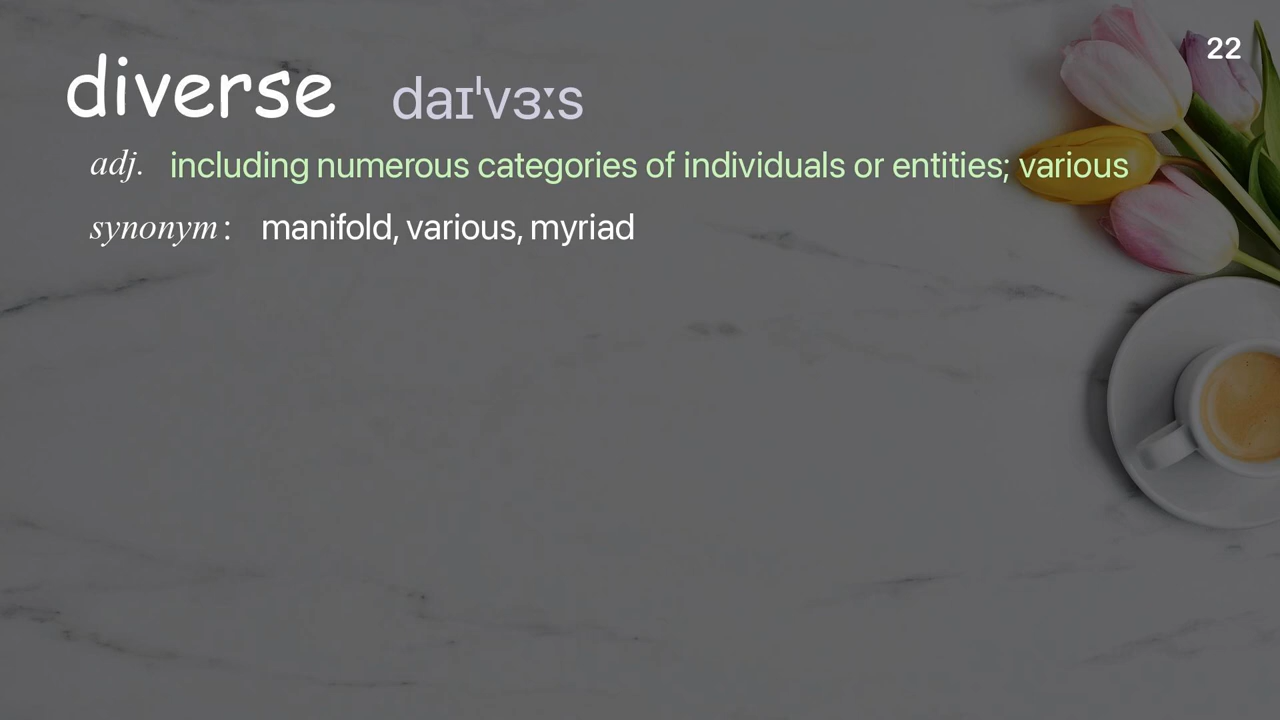 22
diverse daɪˈvɜːs
adj. including numerous categories of individuals or entities; various
synonym : manifold, various, myriad